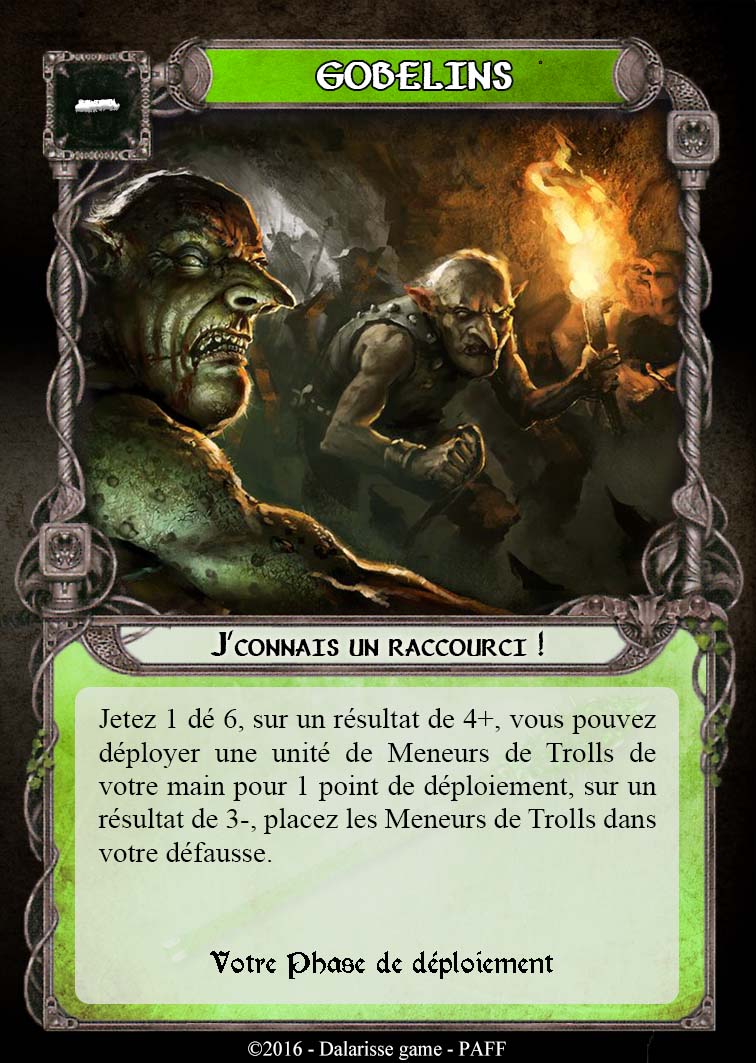 -
GOBELINS
J'CONNAIS UN RACCOURCI !
Jetez 1 dé 6, sur un résultat de 4+, vous pouvez
déployer une unité de Meneurs de Trolls de
votre main pour 1 point de déploiement, sur un
résultat de 3-, placez les Meneurs de Trolls dans
votre défausse.
Votre Phase de déploiement
©2016 - Dalarisse game - PAFF